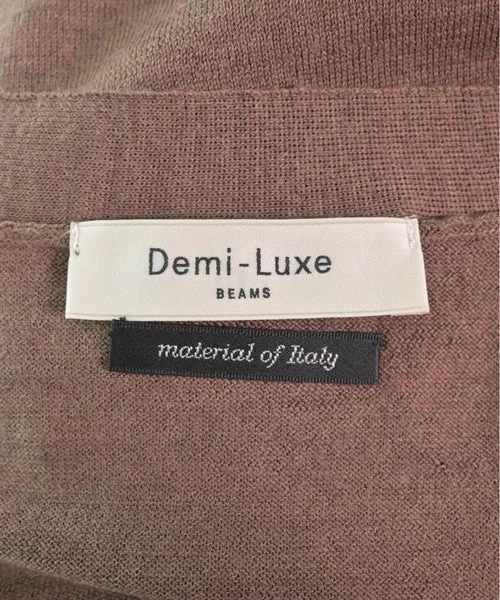 Demi-Luxe
BEAMS
material of Italy